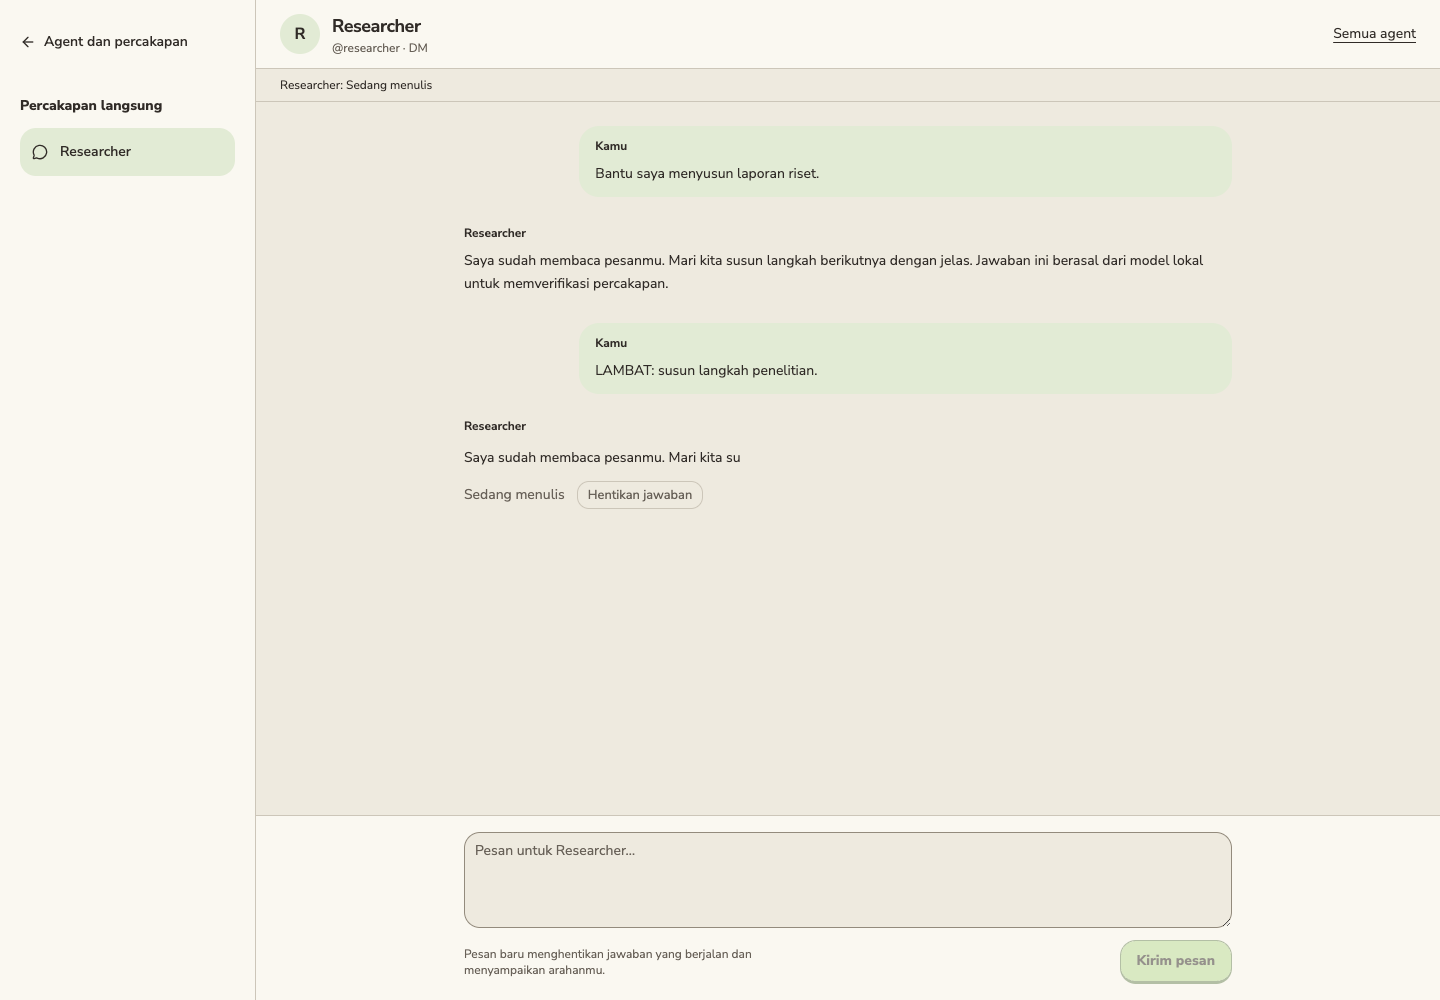 Agent dan percakapan
Percakapan langsung
Researcher
R
Researcher
@researcher · DM
Semua agent
Researcher: Sedang menulis
Kamu
Bantu saya menyusun laporan riset.
Researcher
Saya sudah membaca pesanmu. Mari kita susun langkah berikutnya dengan jelas. Jawaban ini berasal dari model lokal
untuk memverifikasi percakapan.
Kamu
LAMBAT: susun langkah penelitian.
Researcher
Saya sudah membaca pesanmu. Mari kita su
Sedang menulis
Hentikan jawaban
Pesan untuk Researcher...
Pesan baru menghentikan jawaban yang berjalan dan
menyampaikan arahanmu.
Kirim pesan